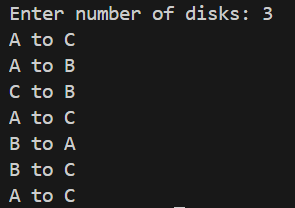 Enter number of disks: 3
A to C
A to B
C to B
A to C
B to A
B to C
A to C